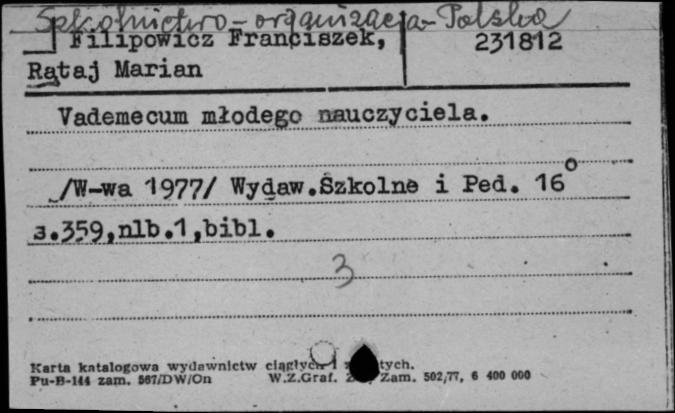 Szkolnictwo - organizacja - Polska
Filipowicz Franciszek, 231812
Rataj Marian
Vademecum młodego nauczyciela.
/W-wa 1977/ Wydaw.Szkolne i Ped. 16°
s.359,nlb.1,bibl.
3
Karta katalogowa wydawnictw ciągłych i zwartych.
Pu-B-144 zam. 567/DW/On W.Z.Graf. Zam. 502/77, 6 400 000